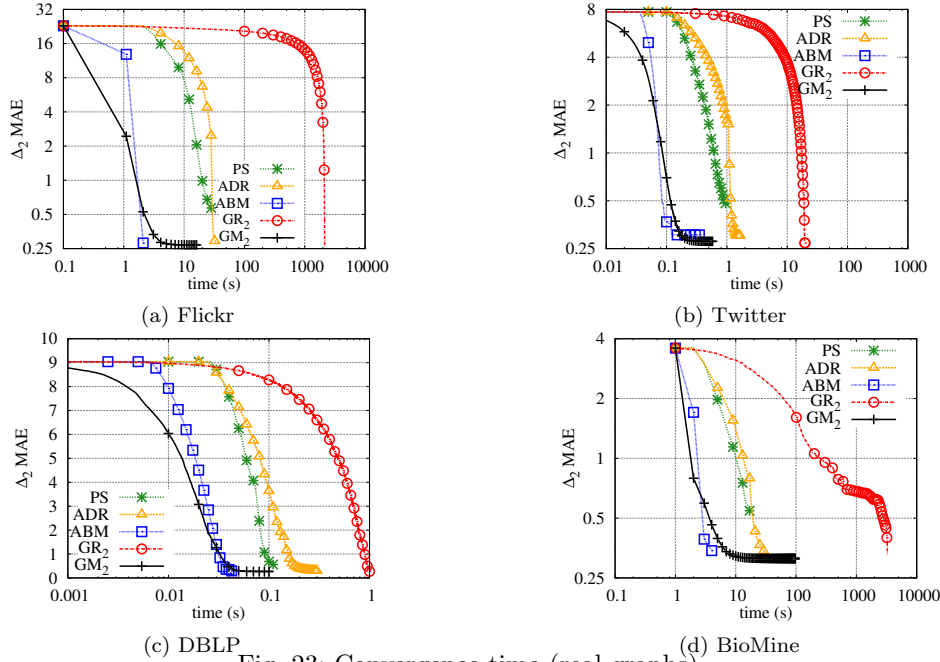 32
16
8
4
2
1
0.5
0.25
Δ2 MAE
PS
ADR
ABM
GR2
GM2
0.1 1 10 100 1000 10000
time (s)
(a) Flickr
8
4
2
1
0.5
0.25
Δ2 MAE
PS
ADR
ABM
GR2
GM2
0.01 0.1 1 10 100
time (s)
(b) Twitter
10
9
8
7
6
5
4
3
2
1
0
Δ2 MAE
PS
ADR
ABM
GR2
GM2
0.001 0.01 0.1 1
time (s)
(c) DBLP
4
2
1
0.5
0.25
Δ2 MAE
PS
ADR
ABM
GR2
GM2
0.1 1 10 100 1000 10000
time (s)
(d) BioMine